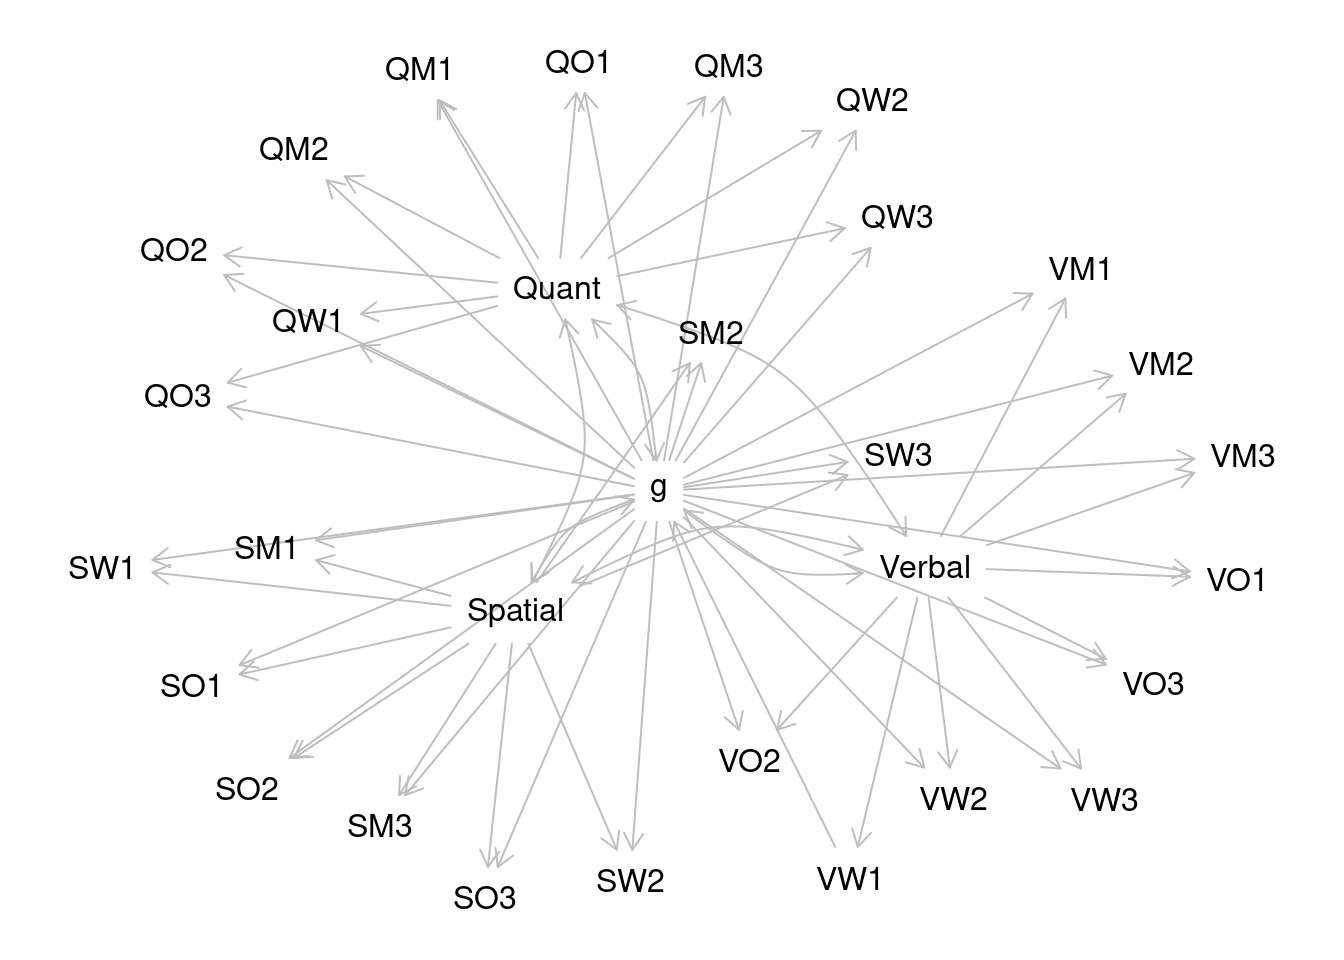 QM1
QO1
QM3
QW2
QM2
QW3
QO2
VM1
Quant
QW1
SM2
VM2
QO3
SW3
VM3
g
SM1
SW1
Verbal
VO1
Spatial
SO1
VO3
VO2
SO2
VW2
VW3
SM3
SW2
VW1
SO3